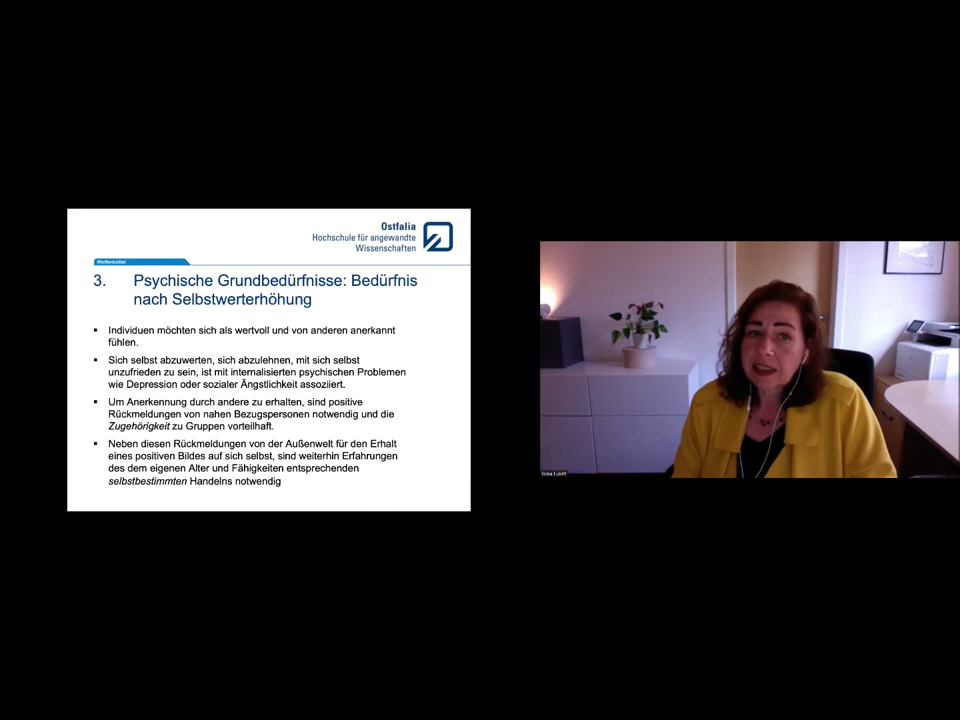 Ostfalia
Hochschule für angewandte
Wissenschaften
Wolfenbüttel
3. Psychische Grundbedürfnisse: Bedürfnis
nach Selbstwerterhöhung
▪ Individuen möchten sich als wertvoll und von anderen anerkannt
fühlen.
▪ Sich selbst abzuwerten, sich abzulehnen, mit sich selbst
unzufrieden zu sein, ist mit internalisierten psychischen Problemen
wie Depression oder sozialer Ängstlichkeit assoziiert.
▪ Um Anerkennung durch andere zu erhalten, sind positive
Rückmeldungen von nahen Bezugspersonen notwendig und die
Zugehörigkeit zu Gruppen vorteilhaft.
▪ Neben diesen Rückmeldungen von der Außenwelt für den Erhalt
eines positiven Bildes auf sich selbst, sind weiterhin Erfahrungen
des dem eigenen Alter und Fähigkeiten entsprechenden
selbstbestimmten Handelns notwendig